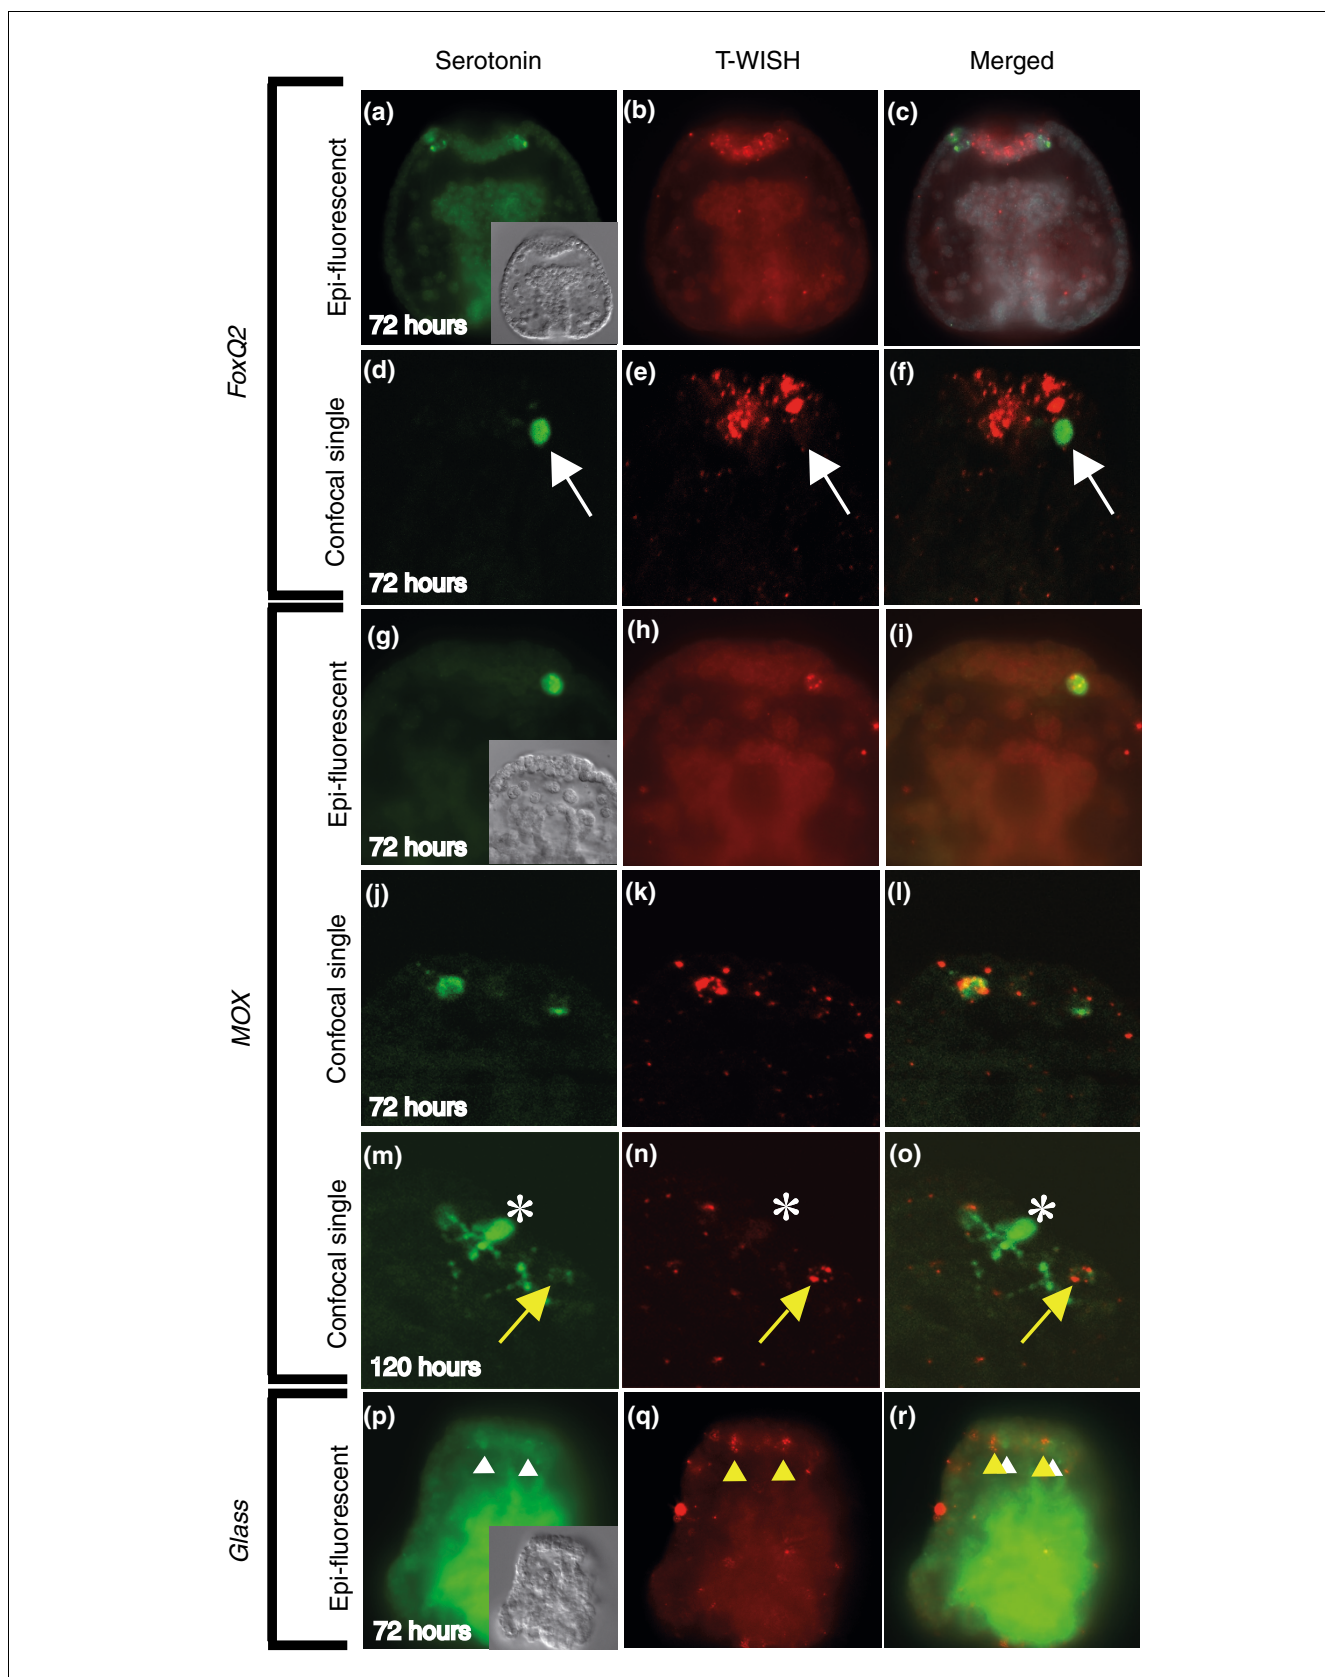 Serotonin T-WISH Merged
FoxQ2
Epi-fluorescenct
(a) (b) (c)
72 hours
Confocal single
(d) (e) (f)
72 hours
MOX
Epi-fluorescent
(g) (h) (i)
72 hours
Confocal single
(j) (k) (l)
72 hours
Confocal single
(m) (n) (o)
* * *
120 hours
Glass
Epi-fluorescent
(p) (q) (r)
72 hours